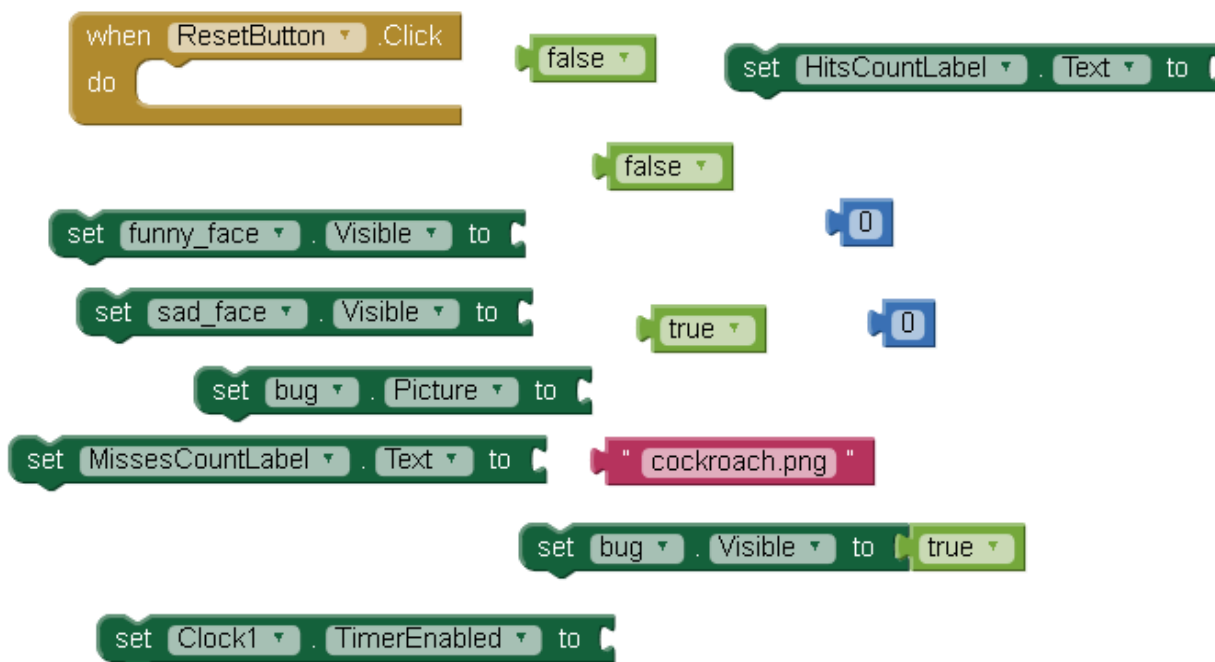 when ResetButton .Click
do
false
set HitsCountLabel . Text to
false
0
set funny_face . Visible to
set sad_face . Visible to
true
0
set bug . Picture to
set MissesCountLabel . Text to
" cockroach.png "
set bug . Visible to true
set Clock1 . TimerEnabled to